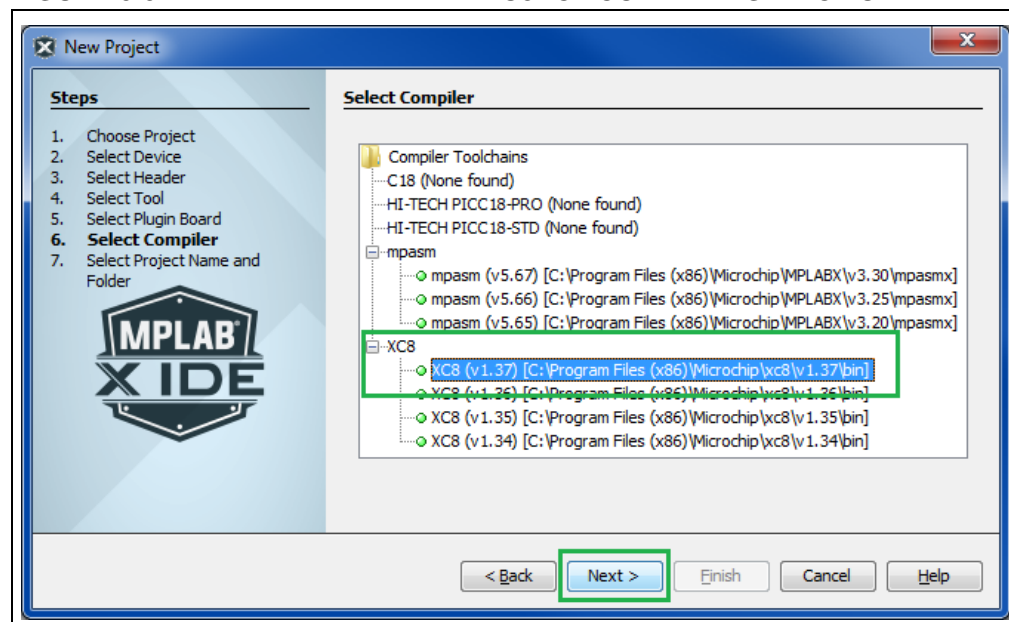 New Project
Steps
1. Choose Project
2. Select Device
3. Select Header
4. Select Tool
5. Select Plugin Board
6. Select Compiler
7. Select Project Name and
Folder
MPLAB
X IDE
Select Compiler
Compiler Toolchains
C18 (None found)
HI-TECH PICC18-PRO (None found)
HI-TECH PICC18-STD (None found)
mpasm
mpasm (v5.67) [C:\Program Files (x86)\Microchip\MPLABX\v3.30\mpasmx]
mpasm (v5.66) [C:\Program Files (x86)\Microchip\MPLABX\v3.25\mpasmx]
mpasm (v5.65) [C:\Program Files (x86)\Microchip\MPLABX\v3.20\mpasmx]
XC8
XC8 (v1.37) [C:\Program Files (x86)\Microchip\xc8\v1.37\bin]
XC8 (v1.36) [C:\Program Files (x86)\Microchip\xc8\v1.36\bin]
XC8 (v1.35) [C:\Program Files (x86)\Microchip\xc8\v1.35\bin]
XC8 (v1.34) [C:\Program Files (x86)\Microchip\xc8\v1.34\bin]
< Back Next > Finish Cancel Help